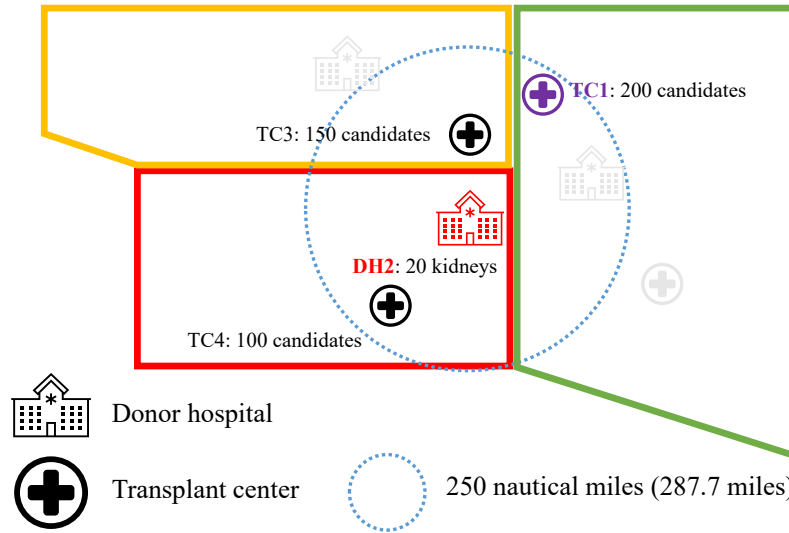 TC1: 200 candidates
TC3: 150 candidates
DH2: 20 kidneys
TC4: 100 candidates
Donor hospital
Transplant center
250 nautical miles (287.7 miles)